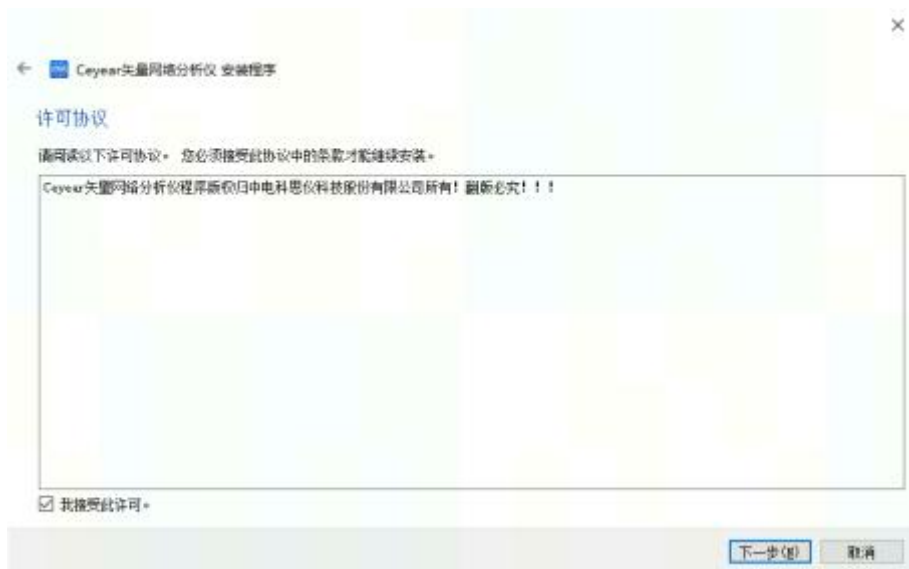 Ceyear矢量网络分析仪 安装程序
许可协议
请阅读以下许可协议。 您必须接受此协议中的条款才能继续安装。
Ceyear矢量网络分析仪程序版权归中电科思仪科技股份有限公司所有！翻版必究！！！
我接受此许可。
下一步(N)
取消